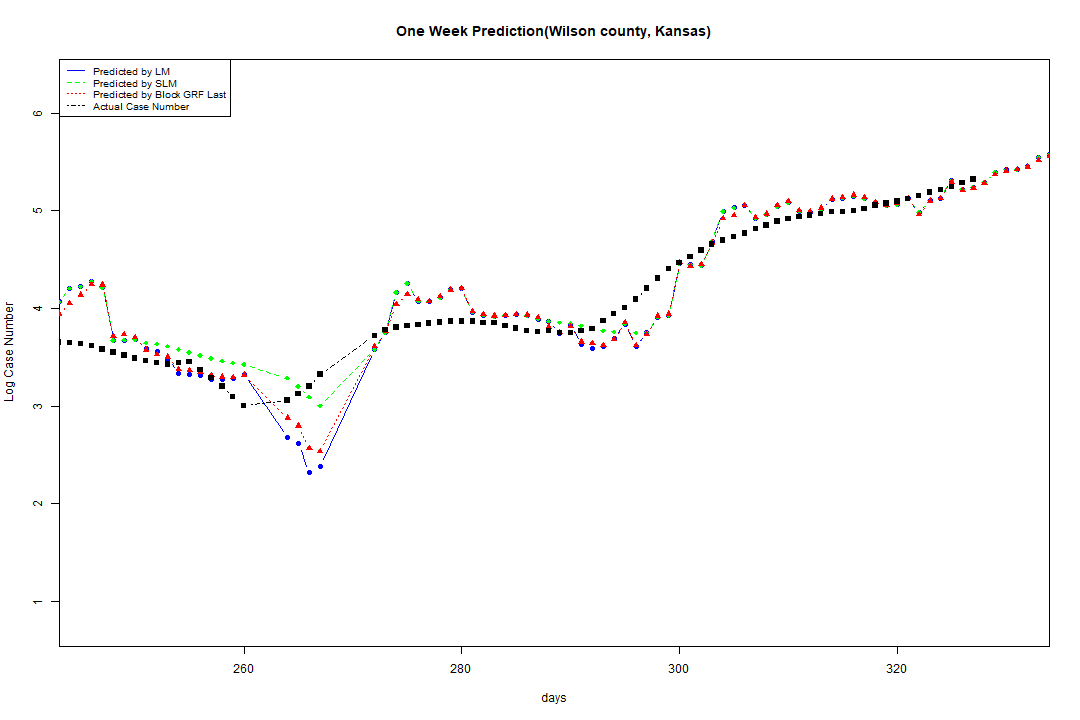 One Week Prediction(Wilson county, Kansas)
Predicted by LM
Predicted by SLM
Predicted by Block GRF Last
Actual Case Number
6
5
4
3
2
1
Log Case Number
260 280 300 320
days